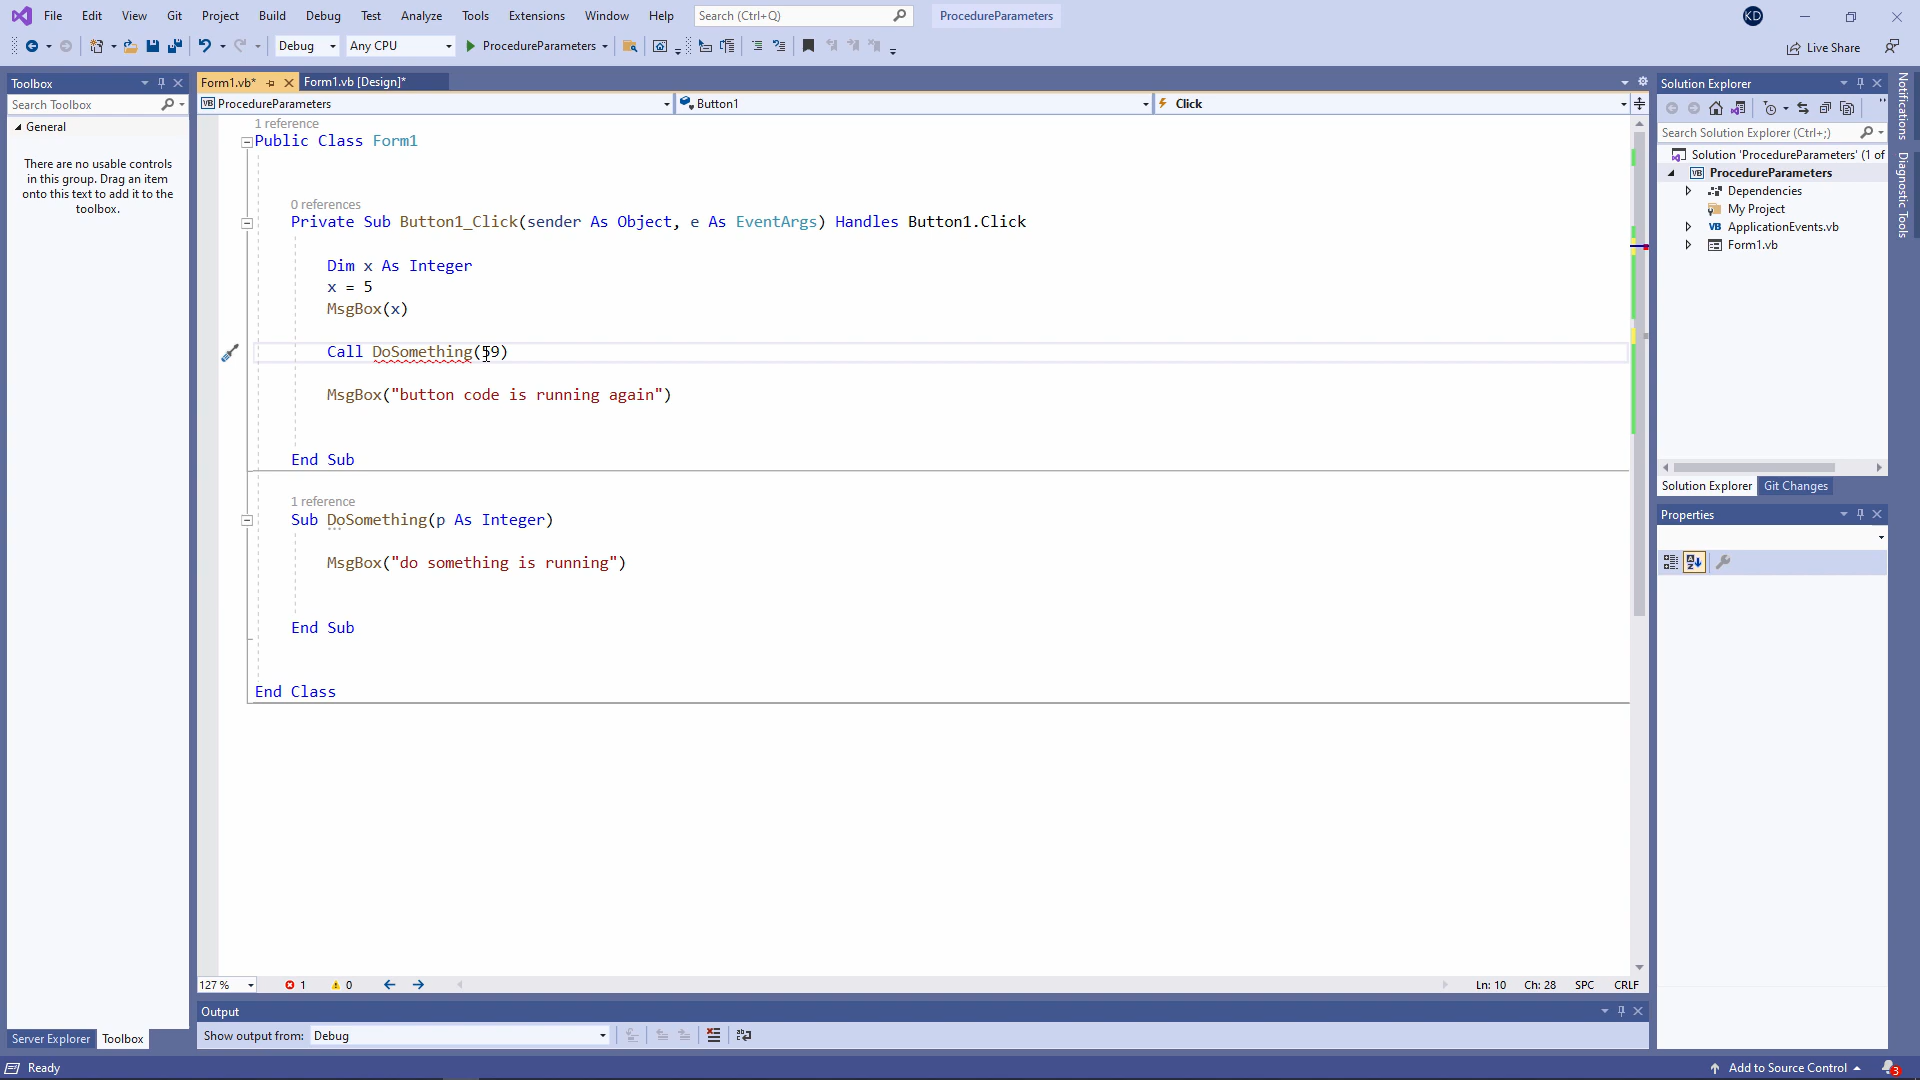 File Edit View Git Project Build Debug Test Analyze Tools Extensions Window Help Search (Ctrl+Q) ProcedureParameters KD
Debug Any CPU ProcedureParameters Live Share
Toolbox
Search Toolbox
General
There are no usable controls
in this group. Drag an item
onto this text to add it to the
toolbox.
Server Explorer Toolbox
Form1.vb* Form1.vb [Design]*
VB ProcedureParameters Button1 Click
1 reference
Public Class Form1
0 references
Private Sub Button1_Click(sender As Object, e As EventArgs) Handles Button1.Click
Dim x As Integer
x = 5
MsgBox(x)
Call DoSomething(59)
MsgBox("button code is running again")
End Sub
1 reference
Sub DoSomething(p As Integer)
MsgBox("do something is running")
End Sub
End Class
127 % 1 0 Ln: 10 Ch: 28 SPC CRLF
Output
Show output from: Debug
Solution Explorer
Search Solution Explorer (Ctrl+;)
Solution 'ProcedureParameters' (1 of
VB ProcedureParameters
Dependencies
My Project
VB ApplicationEvents.vb
Form1.vb
Solution Explorer Git Changes
Properties
Notifications
Diagnostic Tools
Ready Add to Source Control 3